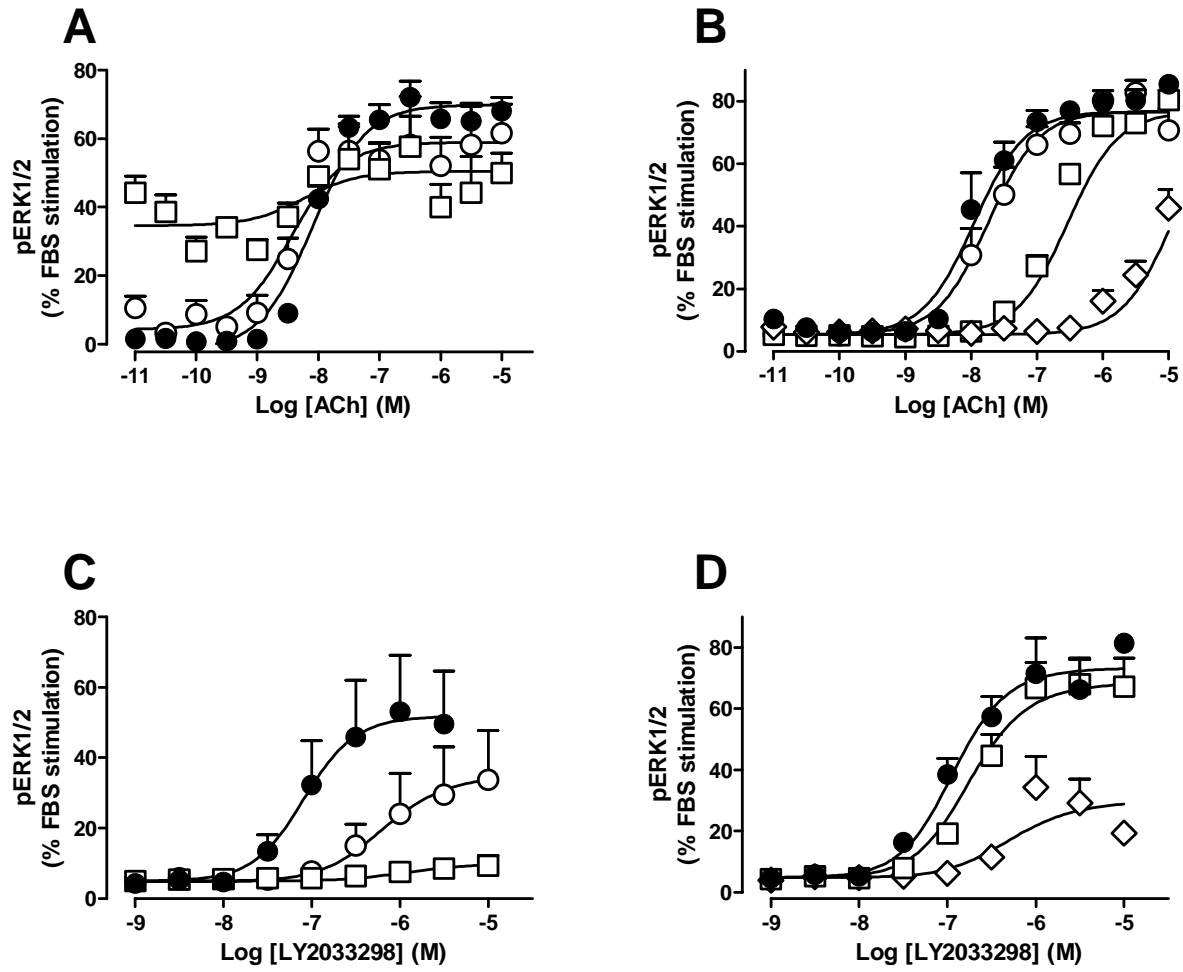 A
pERK1/2
(% FBS stimulation)
80
60
40
20
0
-11 -10 -9 -8 -7 -6 -5
Log [ACh] (M)
B
pERK1/2
(% FBS stimulation)
80
60
40
20
0
-11 -10 -9 -8 -7 -6 -5
Log [ACh] (M)
C
pERK1/2
(% FBS stimulation)
80
60
40
20
0
-9 -8 -7 -6 -5
Log [LY2033298] (M)
D
pERK1/2
(% FBS stimulation)
80
60
40
20
0
-9 -8 -7 -6 -5
Log [LY2033298] (M)